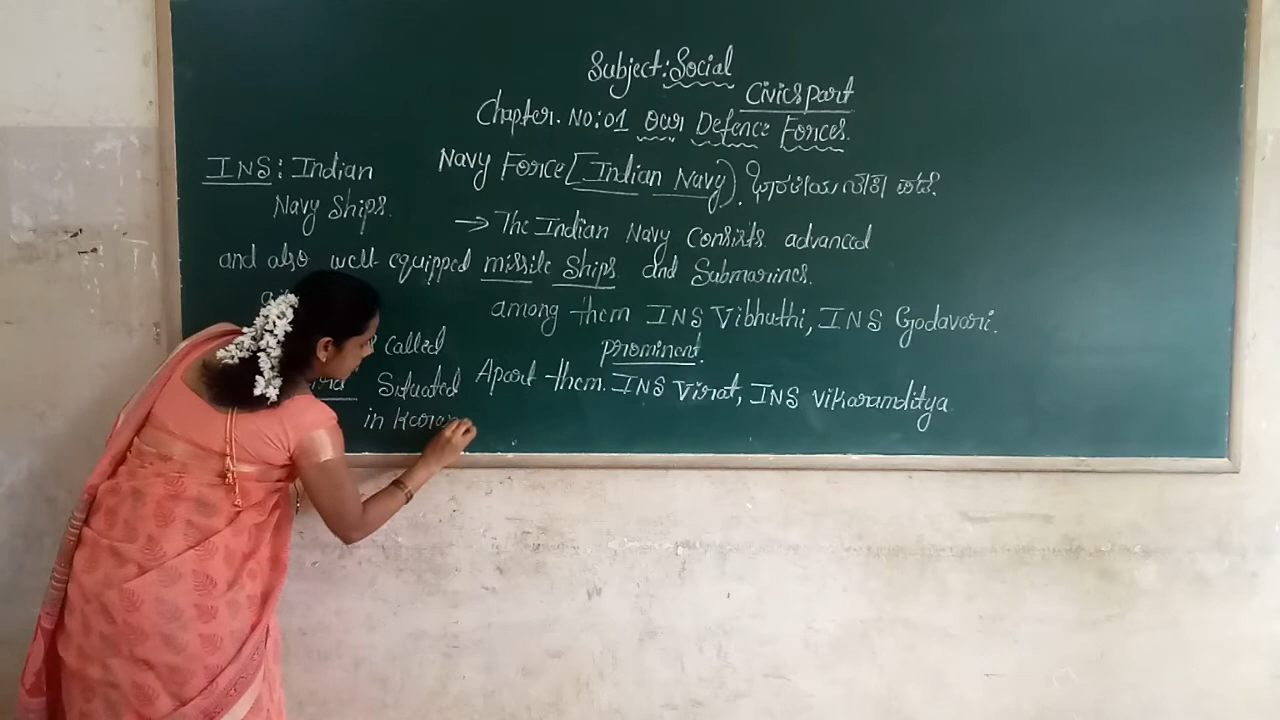 Subject: Social
Civics part
Chapter. No: 01 Our Defence Forces.
INS: Indian
Navy Ships.
Navy Force [Indian Navy).
→ The Indian Navy Consists advanced
and also well equipped missile Ships and Submarines.
among them INS Vibhuthi, INS Godavari.
prominent.
called
Situated
in
Apart them. INS Virat, INS Vikaramditya